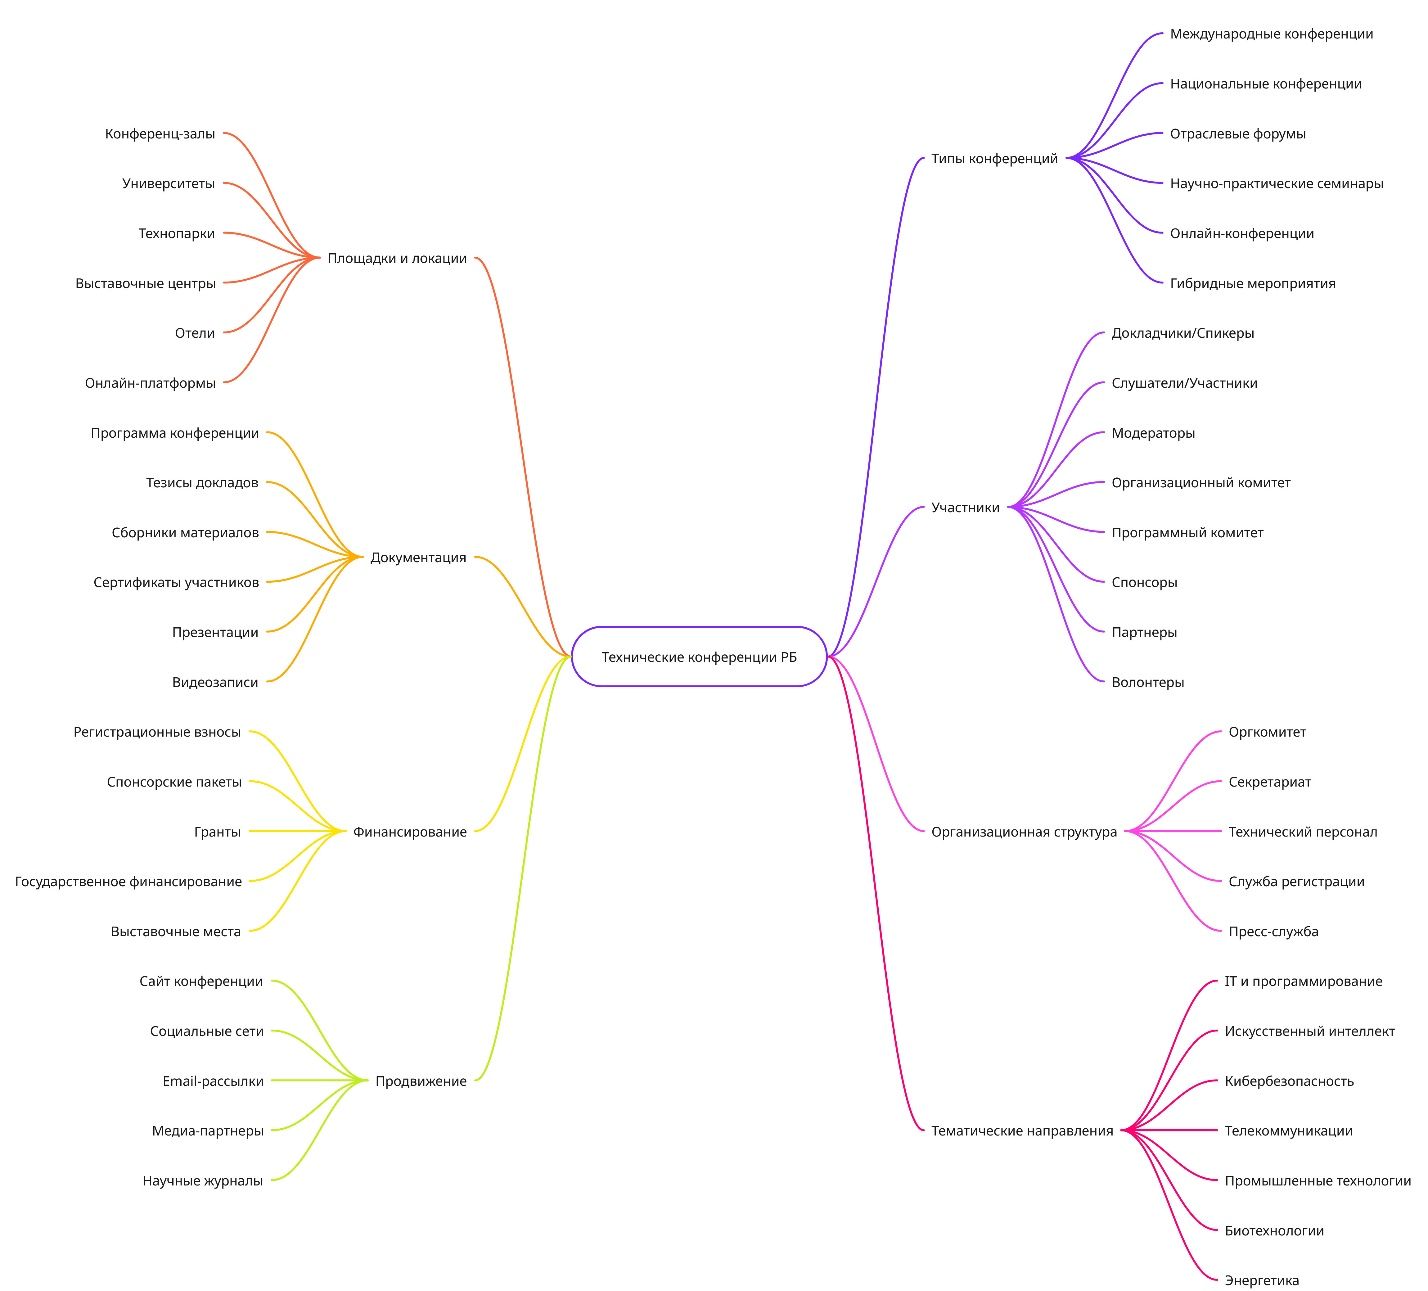 Технические конференции РБ
Типы конференций
Международные конференции
Национальные конференции
Отраслевые форумы
Научно-практические семинары
Онлайн-конференции
Гибридные мероприятия
Участники
Докладчики/Спикеры
Слушатели/Участники
Модераторы
Организационный комитет
Программный комитет
Спонсоры
Партнеры
Волонтеры
Организационная структура
Оргкомитет
Секретариат
Технический персонал
Служба регистрации
Пресс-служба
Тематические направления
IT и программирование
Искусственный интеллект
Кибербезопасность
Телекоммуникации
Промышленные технологии
Биотехнологии
Энергетика
Площадки и локации
Конференц-залы
Университеты
Технопарки
Выставочные центры
Отели
Онлайн-платформы
Документация
Программа конференции
Тезисы докладов
Сборники материалов
Сертификаты участников
Презентации
Видеозаписи
Финансирование
Регистрационные взносы
Спонсорские пакеты
Гранты
Государственное финансирование
Выставочные места
Продвижение
Сайт конференции
Социальные сети
Email-рассылки
Медиа-партнеры
Научные журналы